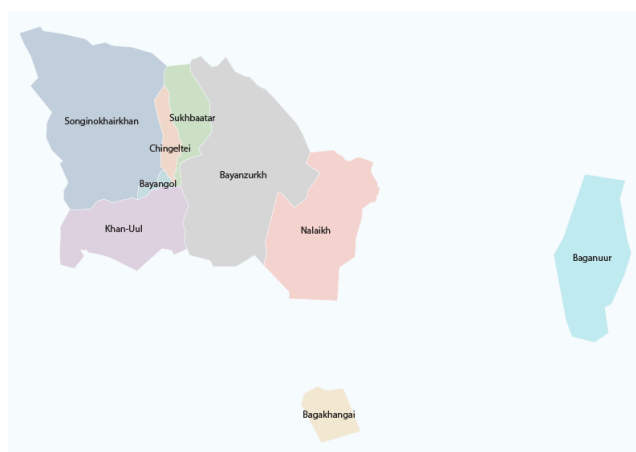 Songinokhairkhan
Sukhbaatar
Chingeltei
Bayanzurkh
Bayangol
Khan-Uul
Nalaikh
Baganuur
Bagakhangai